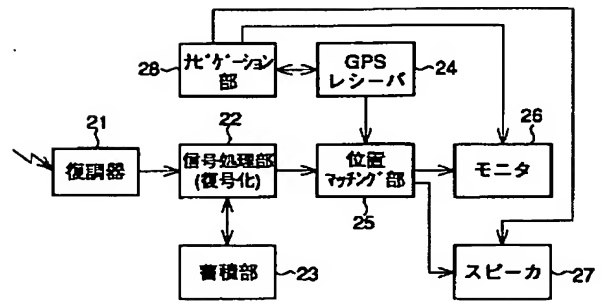 28
ナビゲーション部
GPS
レシーバ
24
21
復調器
22
信号処理部
(復号化)
位置
マッチング部
25
26
モニタ
蓄積部
23
スピーカ
27